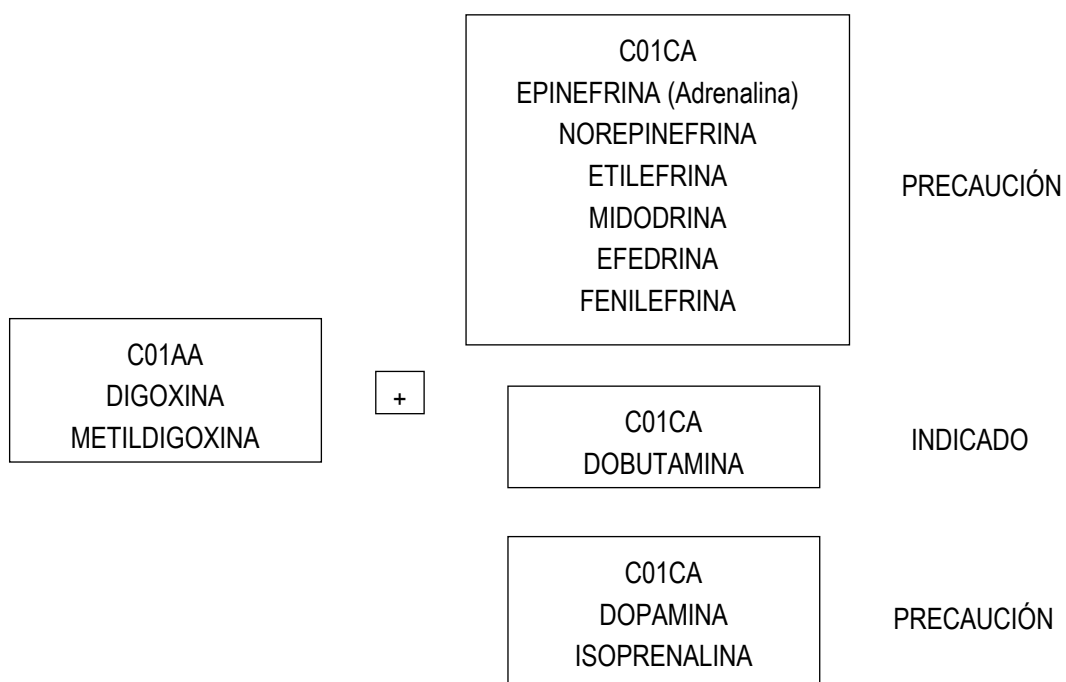 C01CA
EPINEFRINA (Adrenalina)
NOREPINEFRINA
ETILEFRINA
MIDODRINA
EFEDRINA
FENILEFRINA
PRECAUCIÓN
C01AA
DIGOXINA
METILDIGOXINA
+
C01CA
DOBUTAMINA
INDICADO
C01CA
DOPAMINA
ISOPRENALINA
PRECAUCIÓN